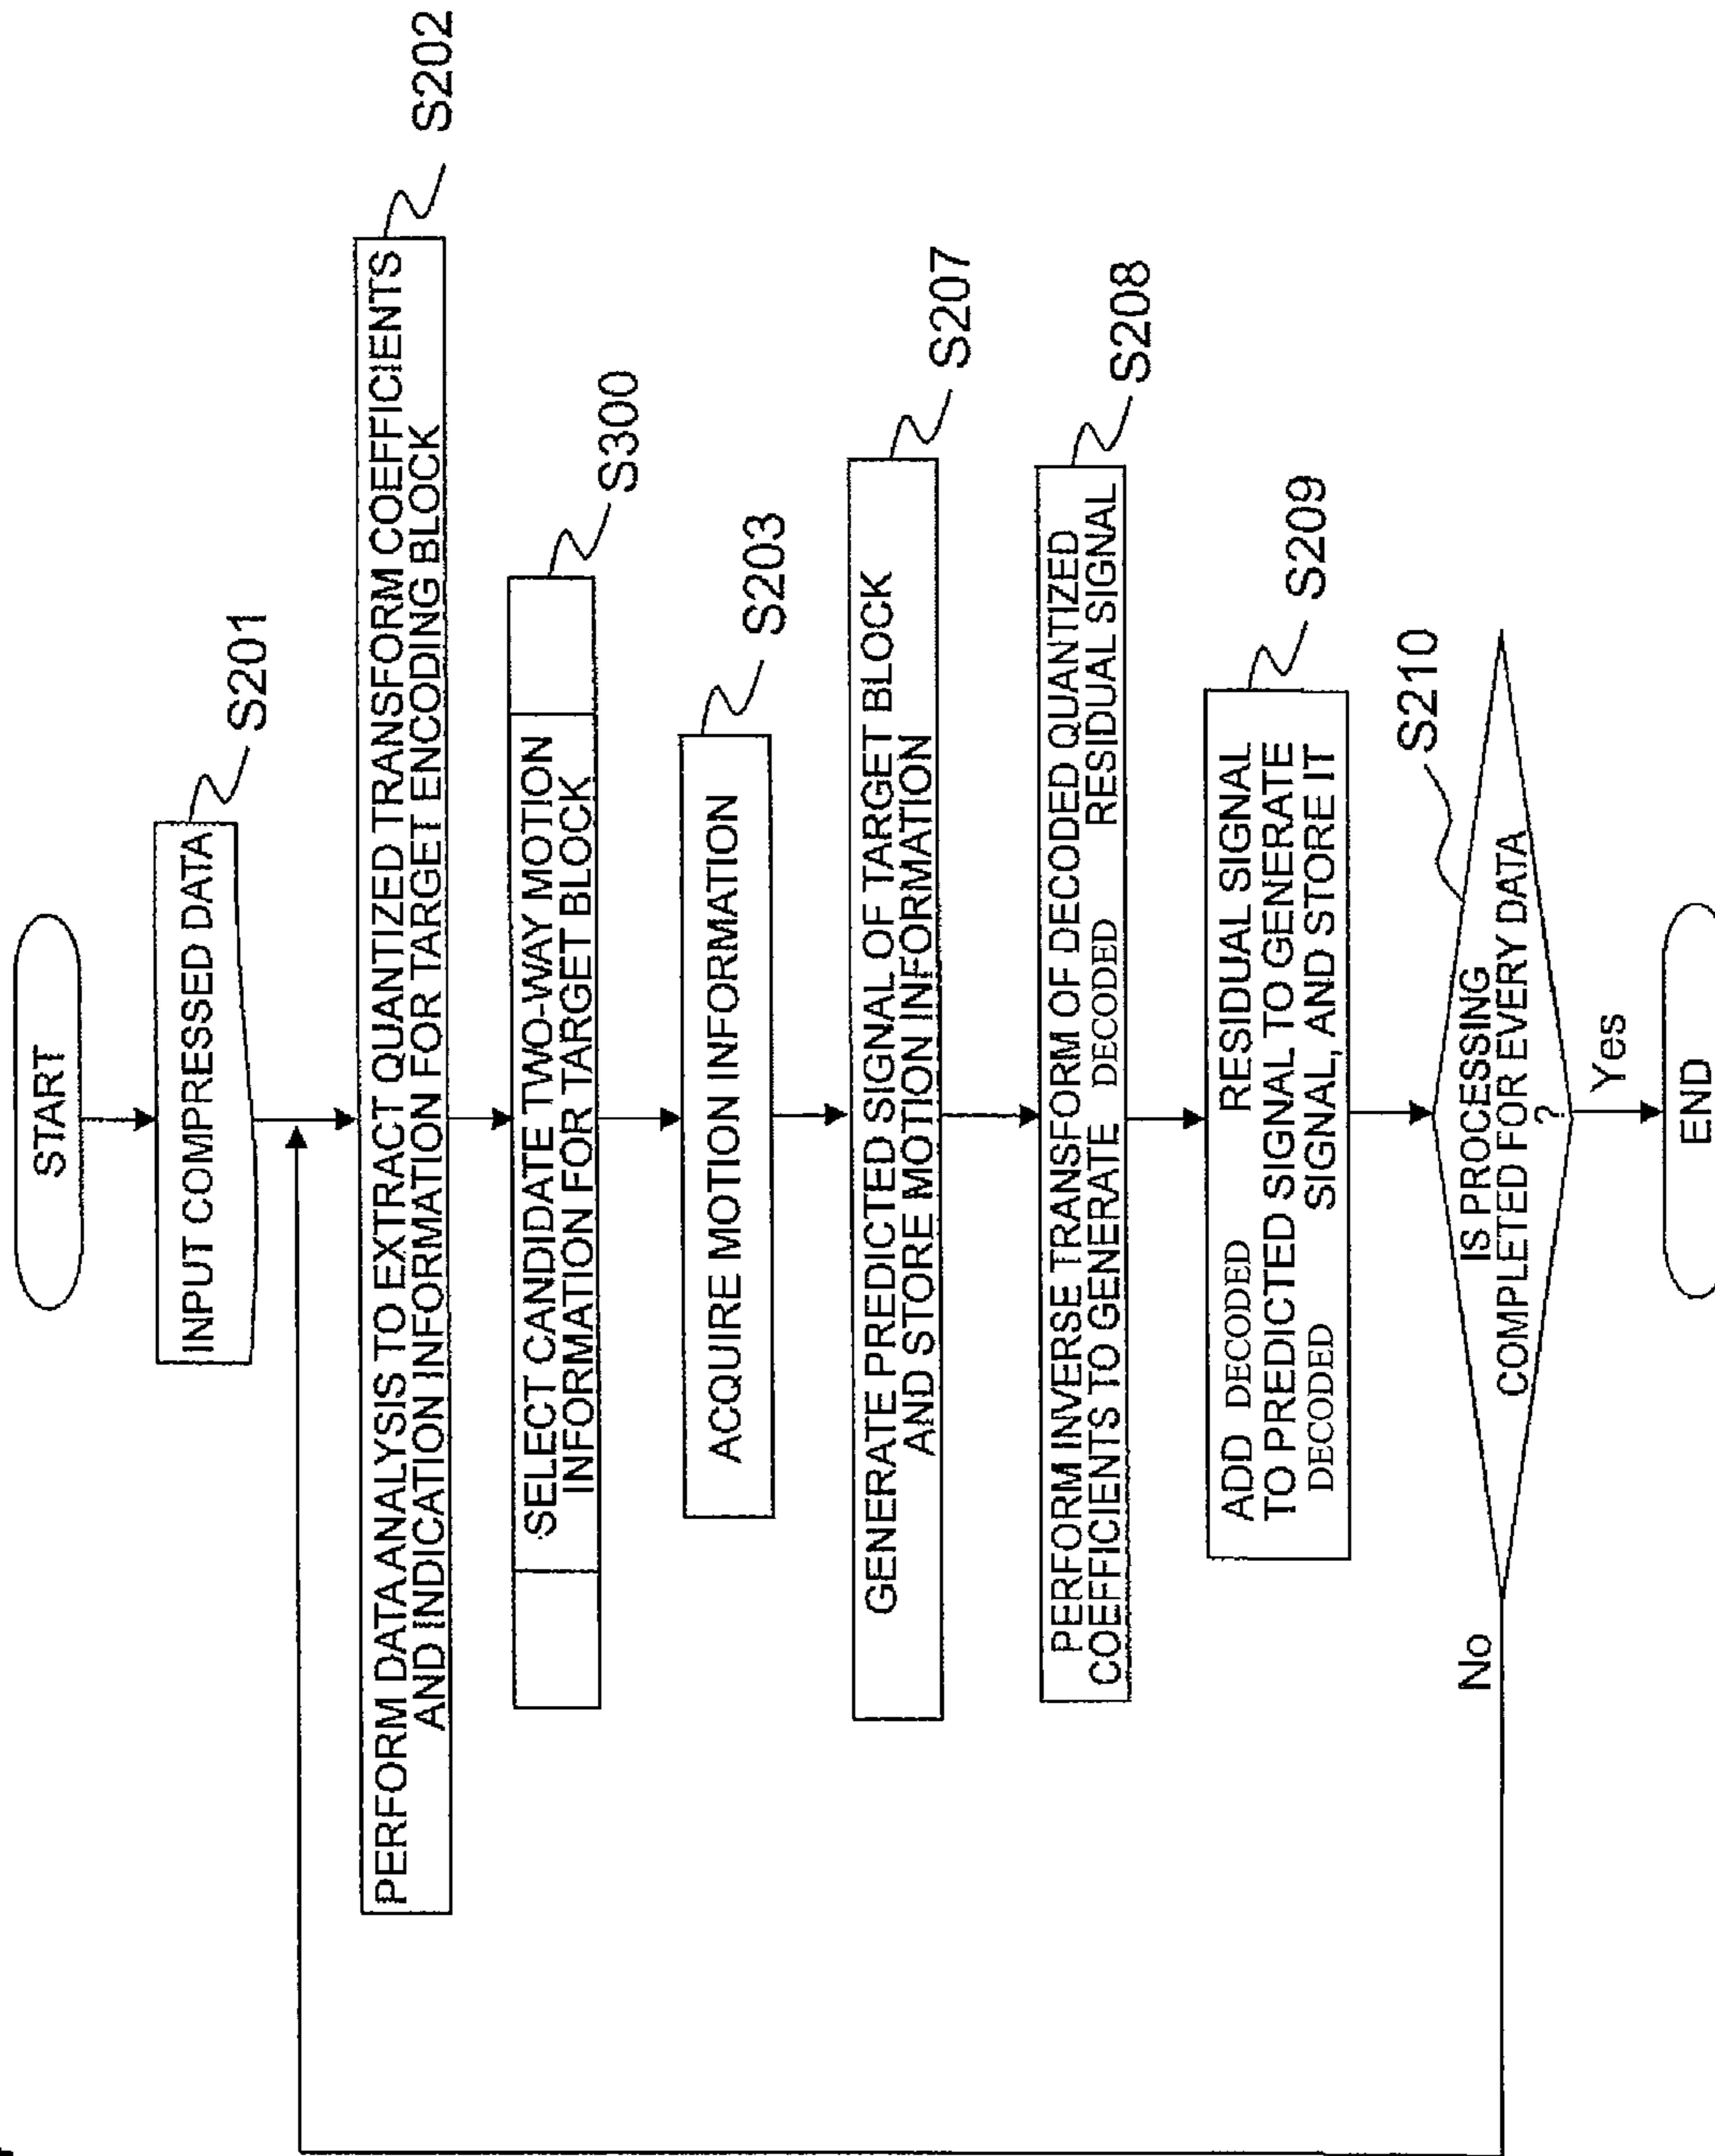 START
INPUT COMPRESSED DATA
S201
PERFORM DATA ANALYSIS TO EXTRACT QUANTIZED TRANSFORM COEFFICIENTS
AND INDICATION INFORMATION FOR TARGET ENCODING BLOCK
S202
SELECT CANDIDATE TWO-WAY MOTION
INFORMATION FOR TARGET BLOCK
S300
ACQUIRE MOTION INFORMATION
S203
GENERATE PREDICTED SIGNAL OF TARGET BLOCK
AND STORE MOTION INFORMATION
S207
PERFORM INVERSE TRANSFORM OF DECODED QUANTIZED
COEFFICIENTS TO GENERATE DECODED RESIDUAL SIGNAL
S208
ADD DECODED RESIDUAL SIGNAL
TO PREDICTED SIGNAL TO GENERATE
DECODED SIGNAL, AND STORE IT
S209
S210
IS PROCESSING
COMPLETED FOR EVERY DATA
?
No
Yes
END